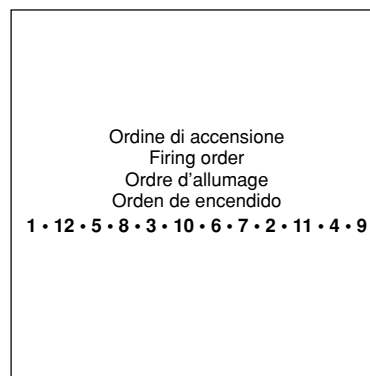 Ordine di accensione
Firing order
Ordre d'allumage
Orden de encendido
1 • 12 • 5 • 8 • 3 • 10 • 6 • 7 • 2 • 11 • 4 • 9